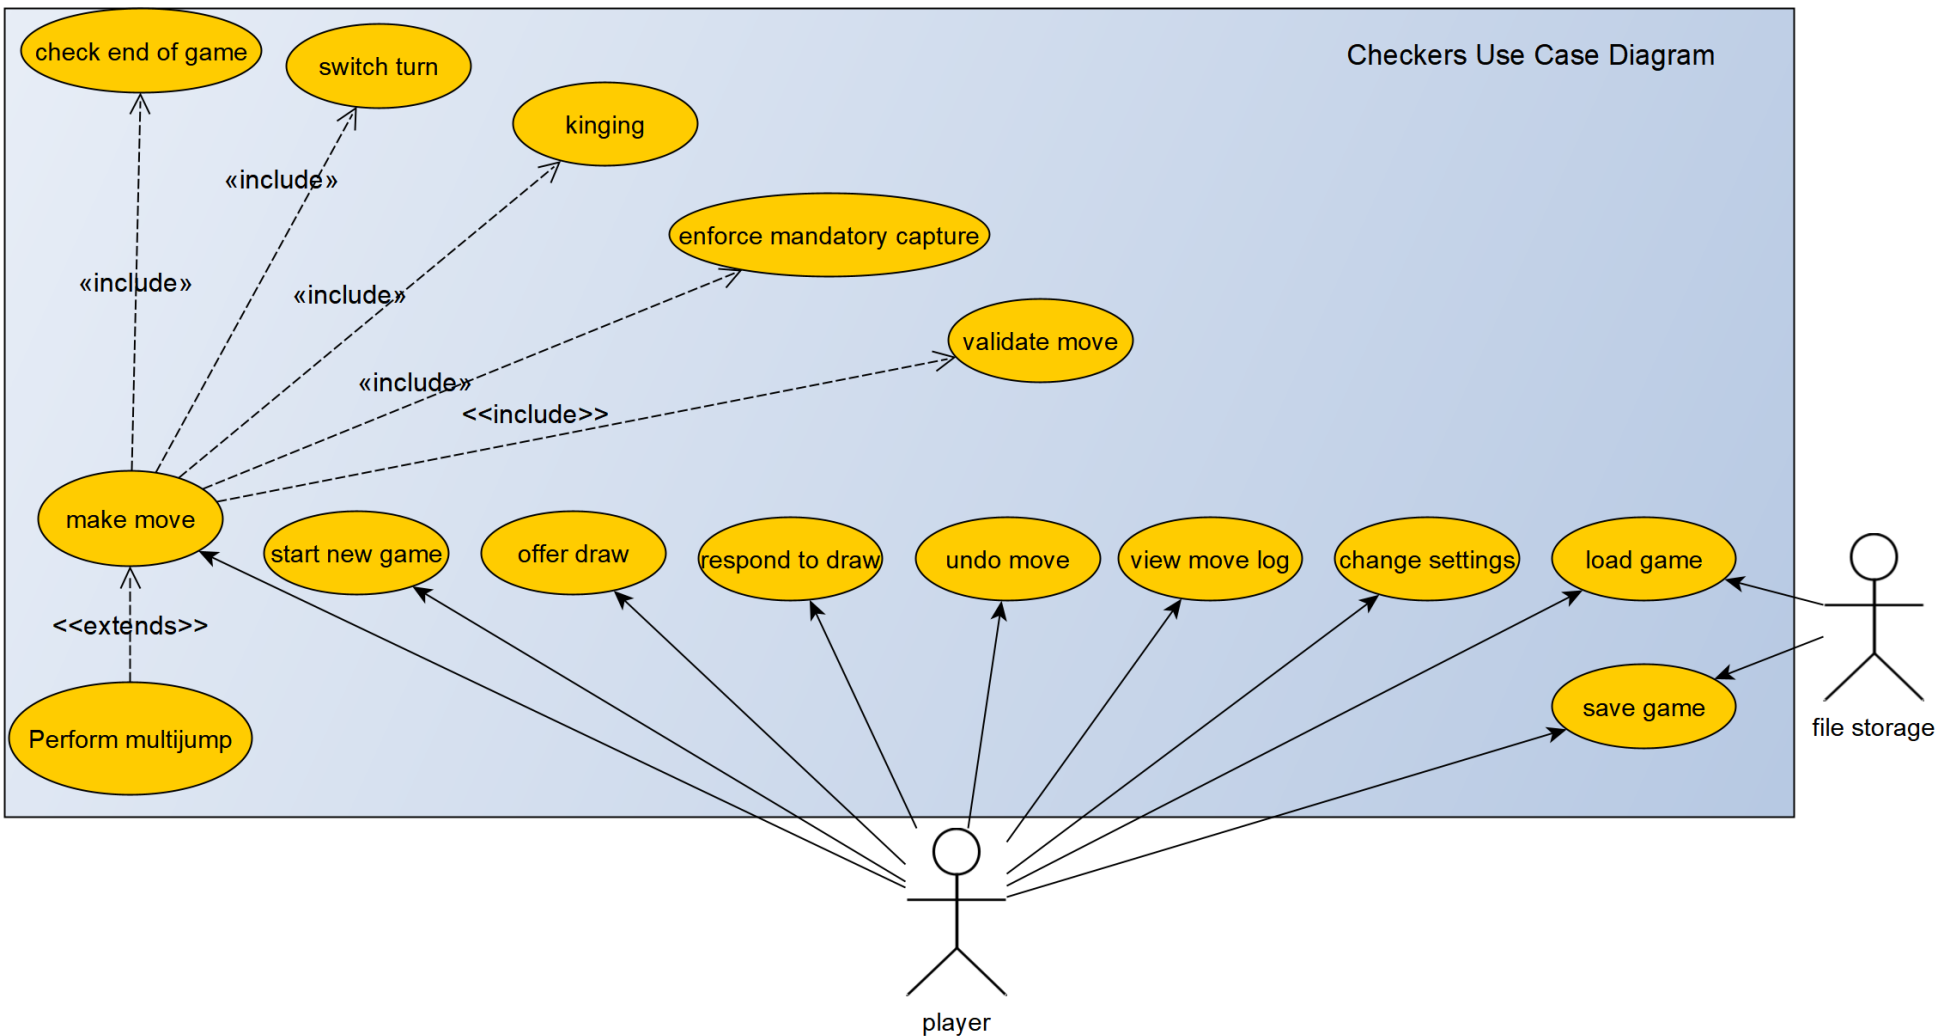 Checkers Use Case Diagram
check end of game
switch turn
kinging
«include»
enforce mandatory capture
«include»
«include»
validate move
«include»
<<include>>
make move
start new game
offer draw
respond to draw
undo move
view move log
change settings
load game
<<extends>>
save game
file storage
Perform multijump
player